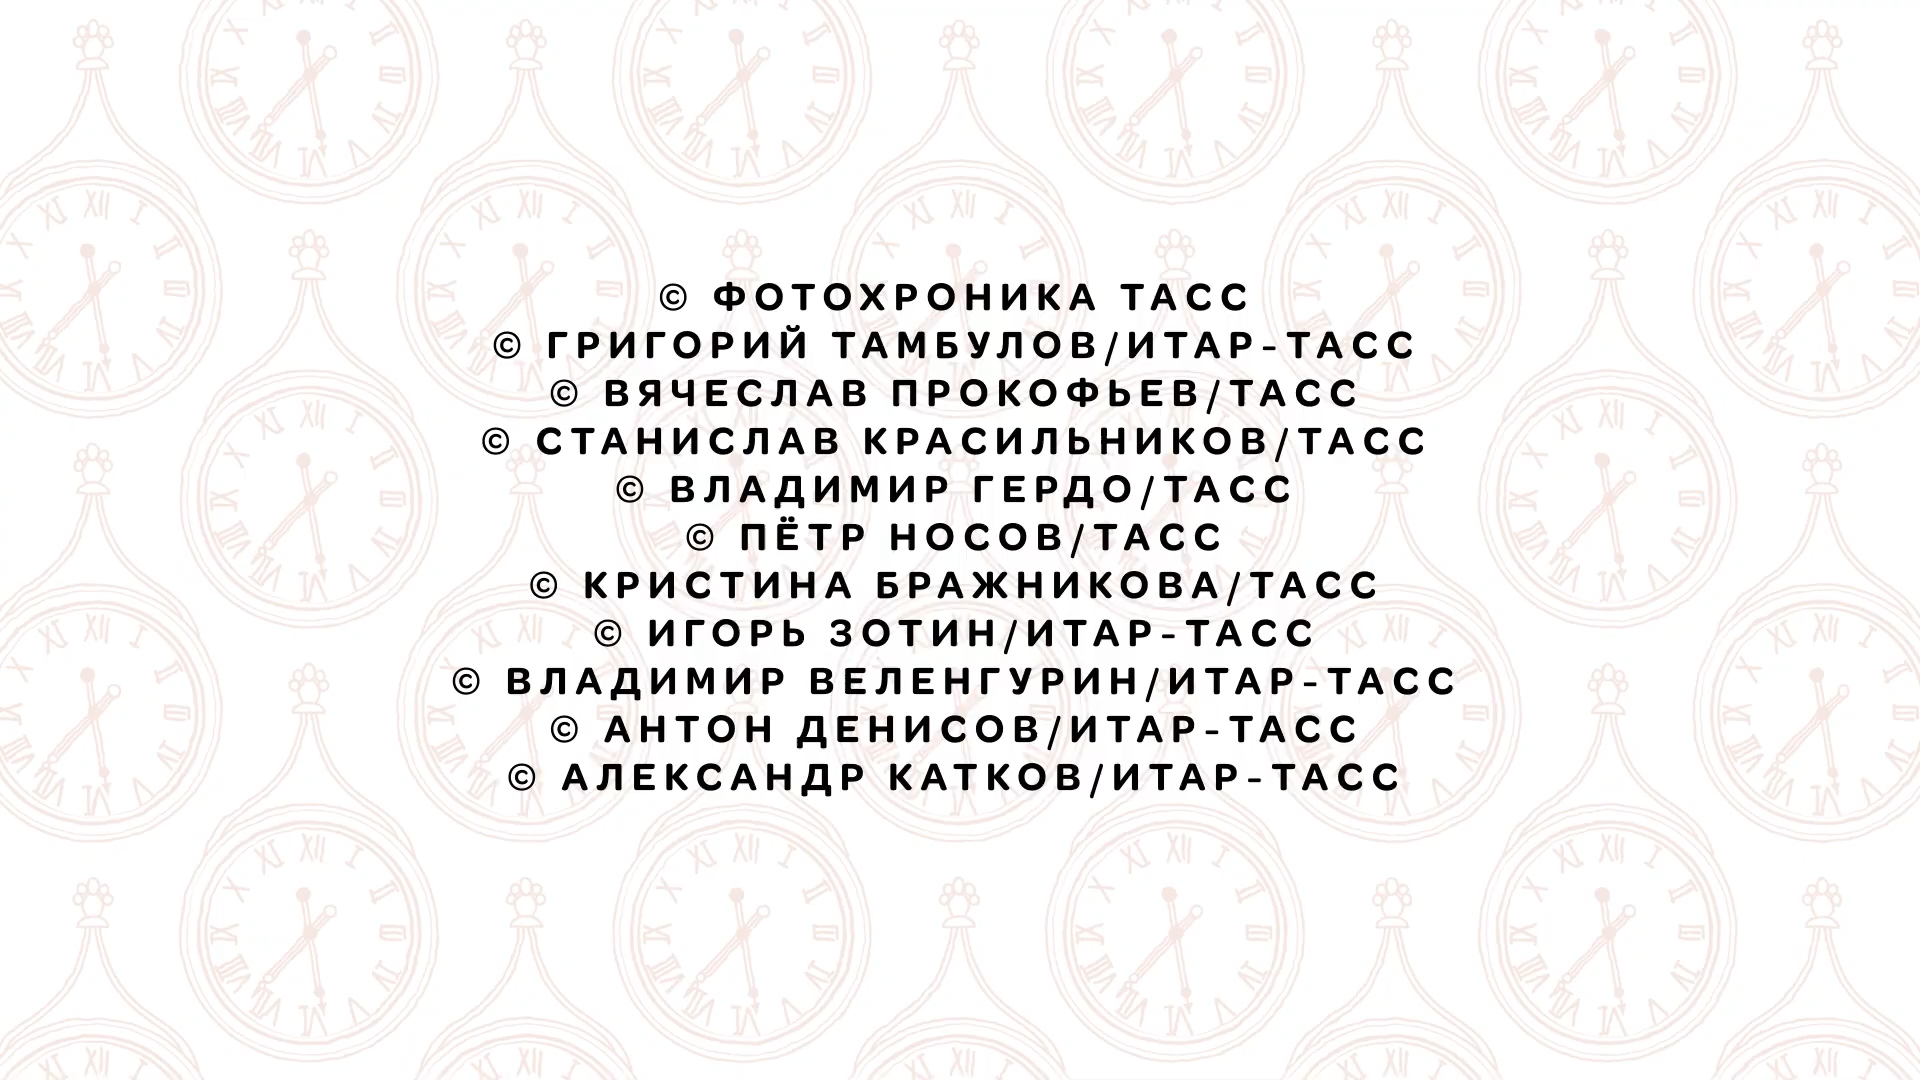 © ФОТОХРОНИКА ТАСС
© ГРИГОРИЙ ТАМБУЛОВ/ИТАР-ТАСС
© ВЯЧЕСЛАВ ПРОКОФЬЕВ/ТАСС
© СТАНИСЛАВ КРАСИЛЬНИКОВ/ТАСС
© ВЛАДИМИР ГЕРДО/ТАСС
© ПЁТР НОСОВ/ТАСС
© КРИСТИНА БРАЖНИКОВА/ТАСС
© ИГОРЬ ЗОТИН/ИТАР-ТАСС
© ВЛАДИМИР ВЕЛЕНГУРИН/ИТАР-ТАСС
© АНТОН ДЕНИСОВ/ИТАР-ТАСС
© АЛЕКСАНДР КАТКОВ/ИТАР-ТАСС